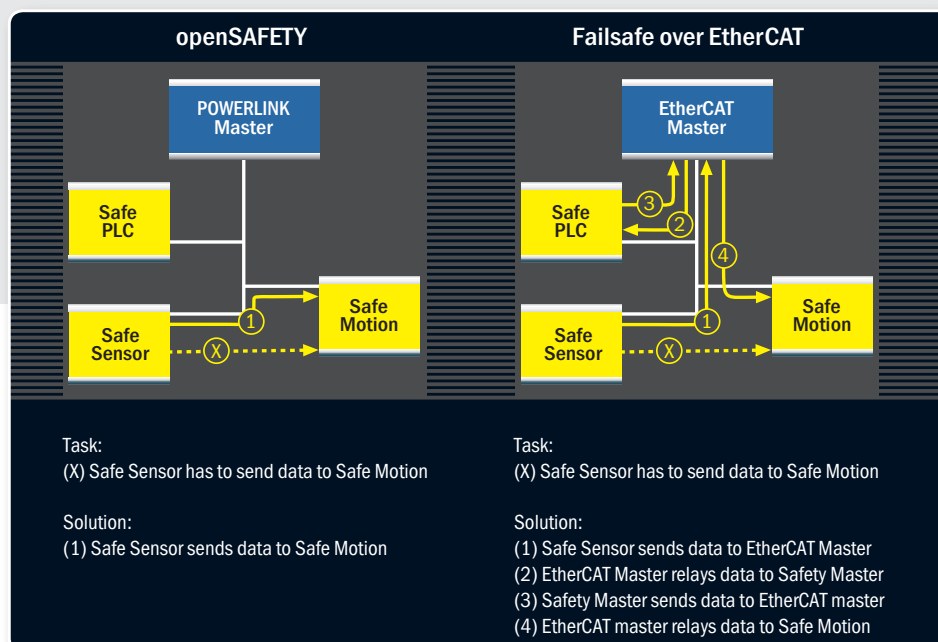 openSAFETY
POWERLINK
Master
Safe
PLC
Safe
Sensor
Safe
Motion
1
X
Task:
(X) Safe Sensor has to send data to Safe Motion
Solution:
(1) Safe Sensor sends data to Safe Motion
Failsafe over EtherCAT
EtherCAT
Master
Safe
PLC
3
2
4
Safe
Sensor
Safe
Motion
1
X
Task:
(X) Safe Sensor has to send data to Safe Motion
Solution:
(1) Safe Sensor sends data to EtherCAT Master
(2) EtherCAT Master relays data to Safety Master
(3) Safety Master sends data to EtherCAT master
(4) EtherCAT master relays data to Safe Motion